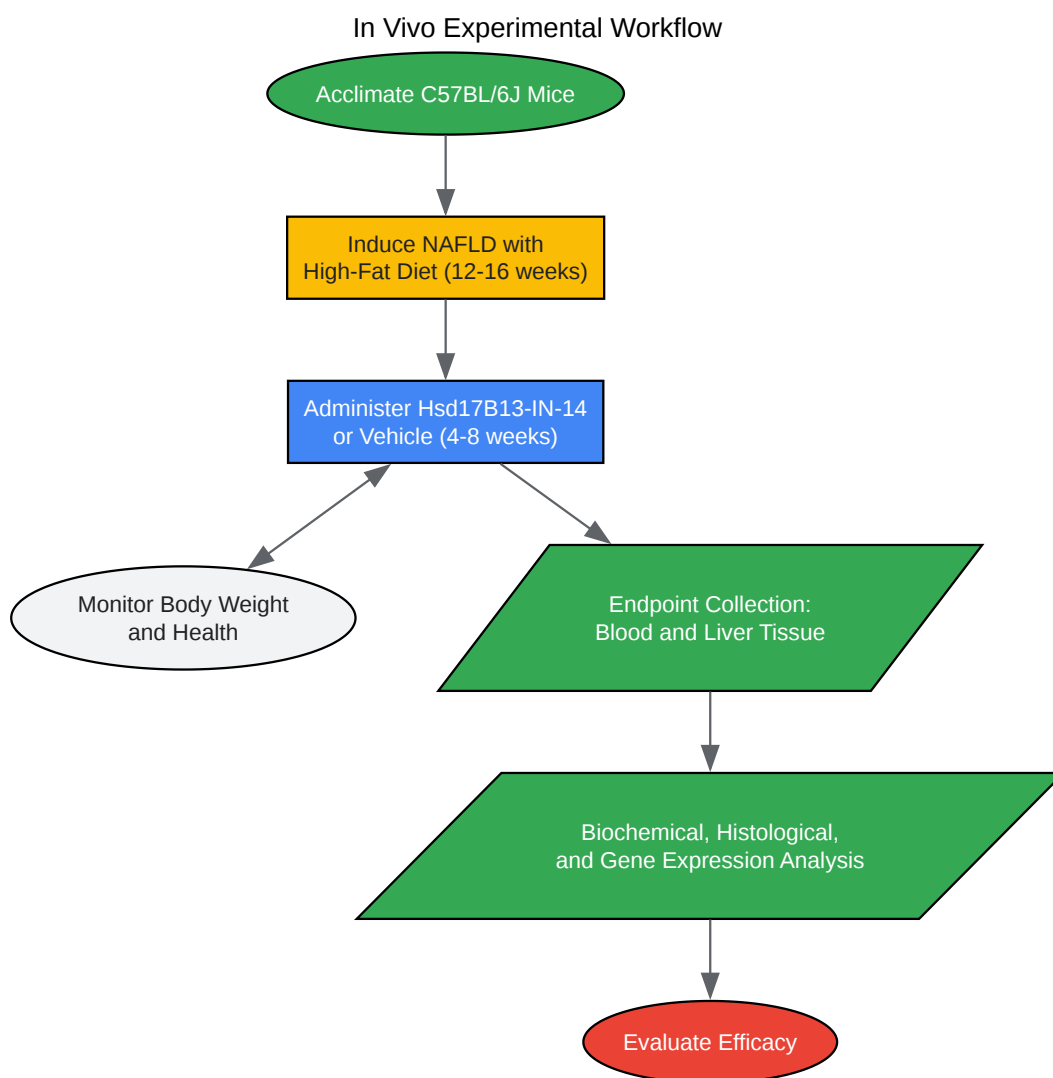 In Vivo Experimental Workflow
Acclimate C57BL/6J Mice
Induce NAFLD with
High-Fat Diet (12-16 weeks)
Administer Hsd17B13-IN-14
or Vehicle (4-8 weeks)
Monitor Body Weight
and Health
Endpoint Collection:
Blood and Liver Tissue
Biochemical, Histological,
and Gene Expression Analysis
Evaluate Efficacy